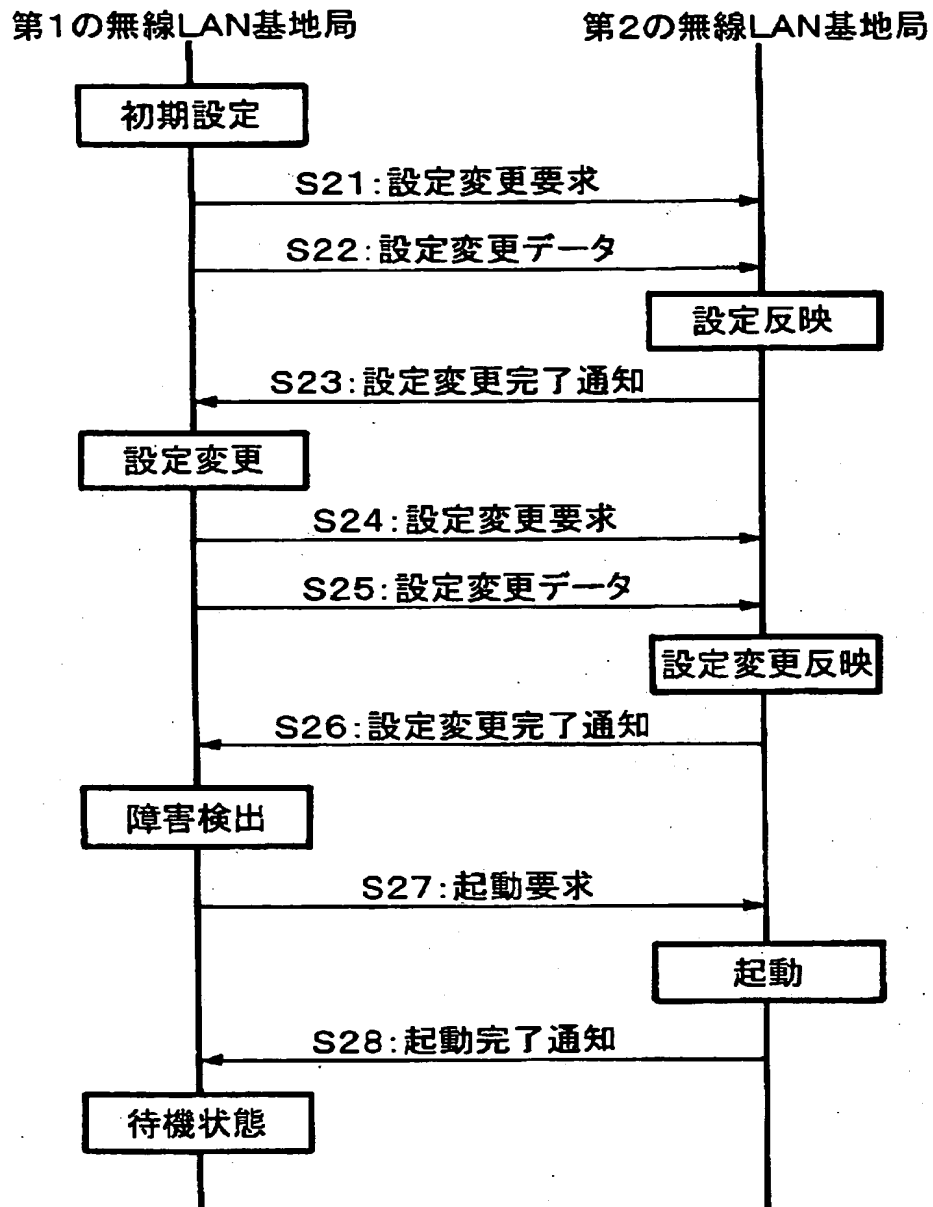 第1の無線LAN基地局
第2の無線LAN基地局
初期設定
S21:設定変更要求
S22:設定変更データ
設定反映
S23:設定変更完了通知
設定変更
S24:設定変更要求
S25:設定変更データ
設定変更反映
S26:設定変更完了通知
障害検出
S27:起動要求
起動
S28:起動完了通知
待機状態